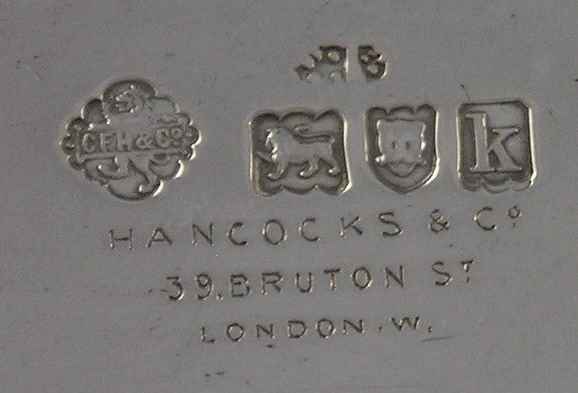 C.F.H & Co
k
HANCOCKS & Co
39, BRUTON ST
LONDON. W.